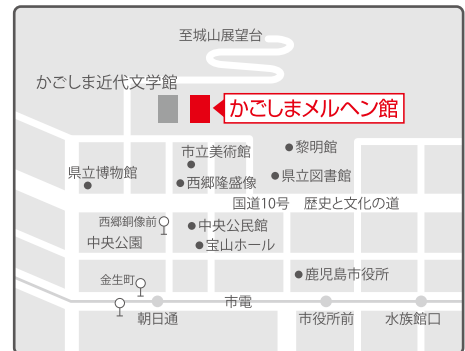 至城山展望台
かごしま近代文学館
かごしまメルヘン館
市立美術館
黎明館
県立博物館
西郷隆盛像
県立図書館
国道10号 歴史と文化の道
西郷銅像前
中央公民館
中央公園
宝山ホール
金生町
鹿児島市役所
市電
朝日通
市役所前
水族館口